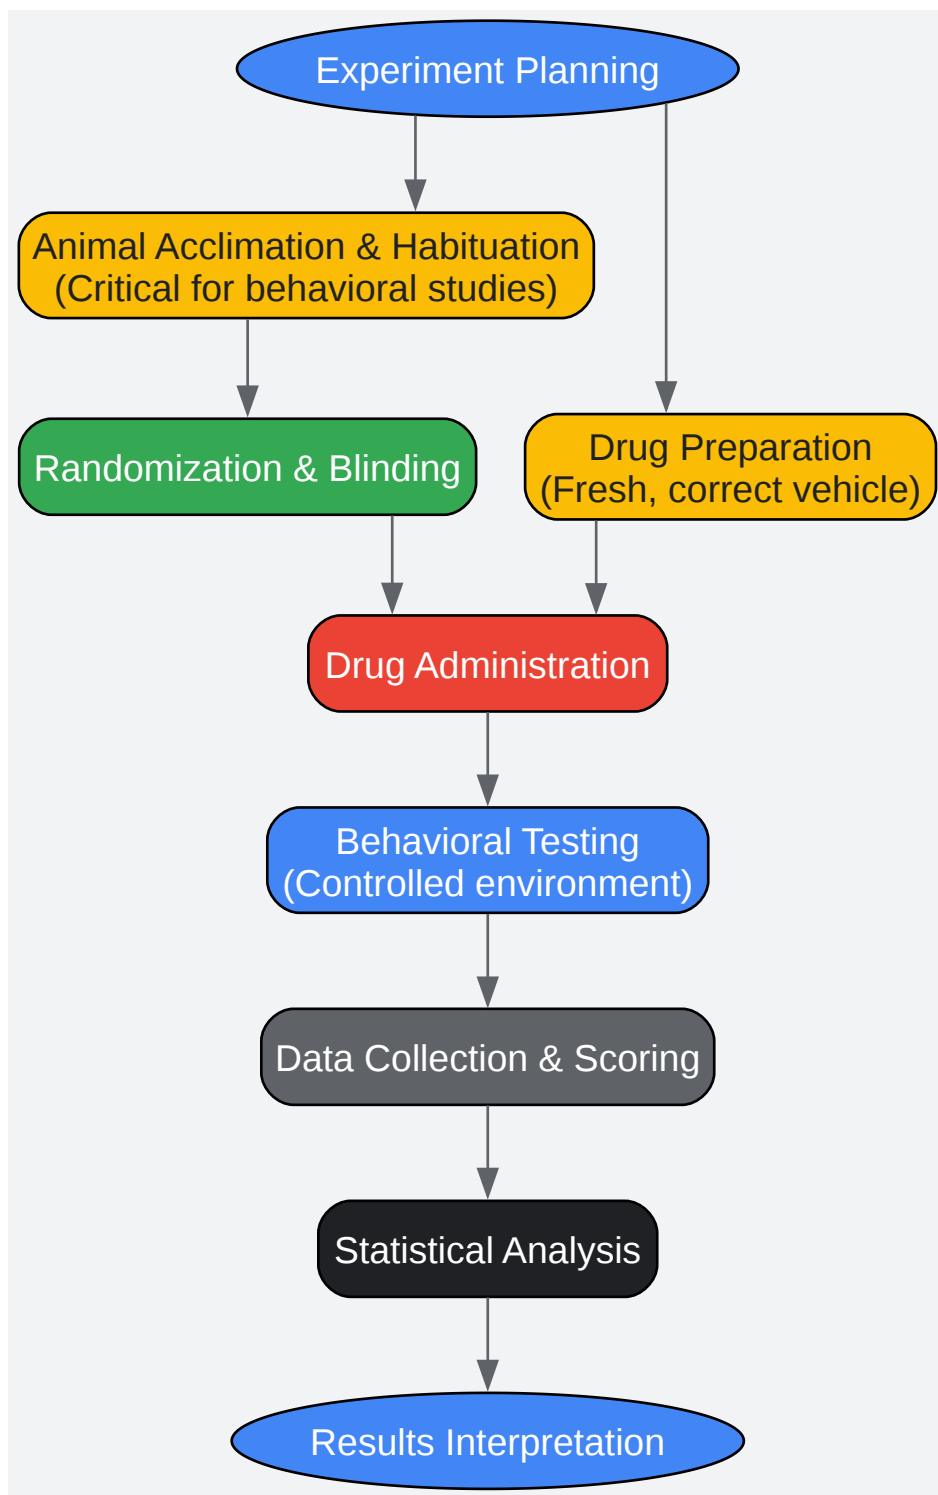 Experiment Planning
Animal Acclimation & Habituation
(Critical for behavioral studies)
Randomization & Blinding
Drug Preparation
(Fresh, correct vehicle)
Drug Administration
Behavioral Testing
(Controlled environment)
Data Collection & Scoring
Statistical Analysis
Results Interpretation